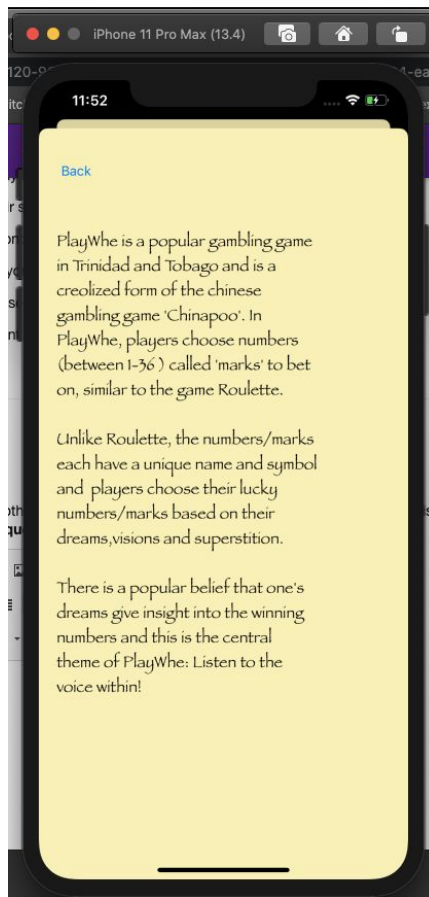 iPhone 11 Pro Max (13.4)
11:52
Back
PlayWhe is a popular gambling game
in Trinidad and Tobago and is a
creolized form of the chinese
gambling game 'Chinapoo'. In
PlayWhe, players choose numbers
(between 1-36 ) called 'marks' to bet
on, similar to the game Roulette.
Unlike Roulette, the numbers/marks
each have a unique name and symbol
and  players choose their lucky
numbers/marks based on their
dreams,visions and superstition.
There is a popular belief that one's
dreams give insight into the winning
numbers and this is the central
theme of PlayWhe: Listen to the
voice within!